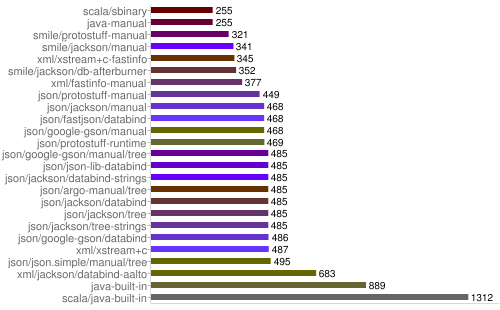 scala/sbinary 255
java-manual 255
smile/protostuff-manual 321
smile/jackson/manual 341
xml/xstream+c-fastinfo 345
smile/jackson/db-afterburner 352
xml/fastinfo-manual 377
json/protostuff-manual 449
json/jackson/manual 468
json/fastjson/databind 468
json/google-gson/manual 468
json/protostuff-runtime 469
json/google-gson/manual/tree 485
json/json-lib-databind 485
json/jackson/databind-strings 485
json/argo-manual/tree 485
json/jackson/databind 485
json/jackson/tree 485
json/jackson/tree-strings 485
json/google-gson/databind 486
xml/xstream+c 487
json/json.simple/manual/tree 495
xml/jackson/databind-aalto 683
java-built-in 889
scala/java-built-in 1312